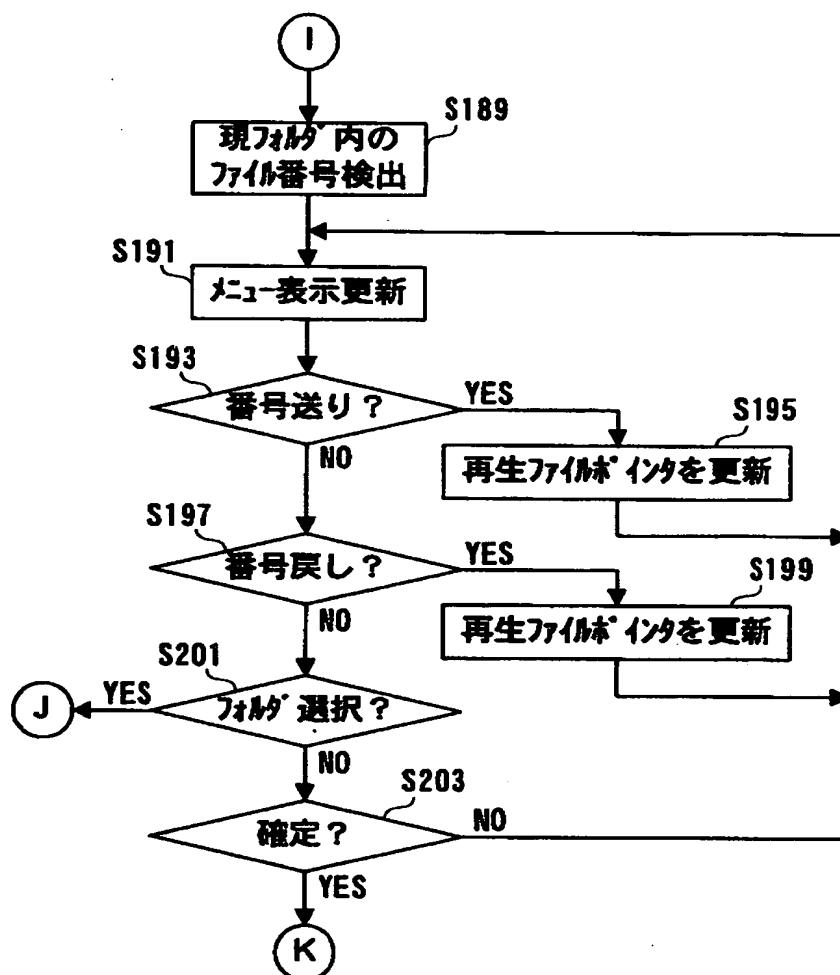 I
S189
現フォルダ内の
ファイル番号検出
S191
メニュー表示更新
S193
番号送り？
YES
NO
S195
再生ファイルポインタを更新
S197
番号戻し？
YES
NO
S199
再生ファイルポインタを更新
S201
フォルダ選択？
YES
J
NO
S203
確定？
NO
YES
K